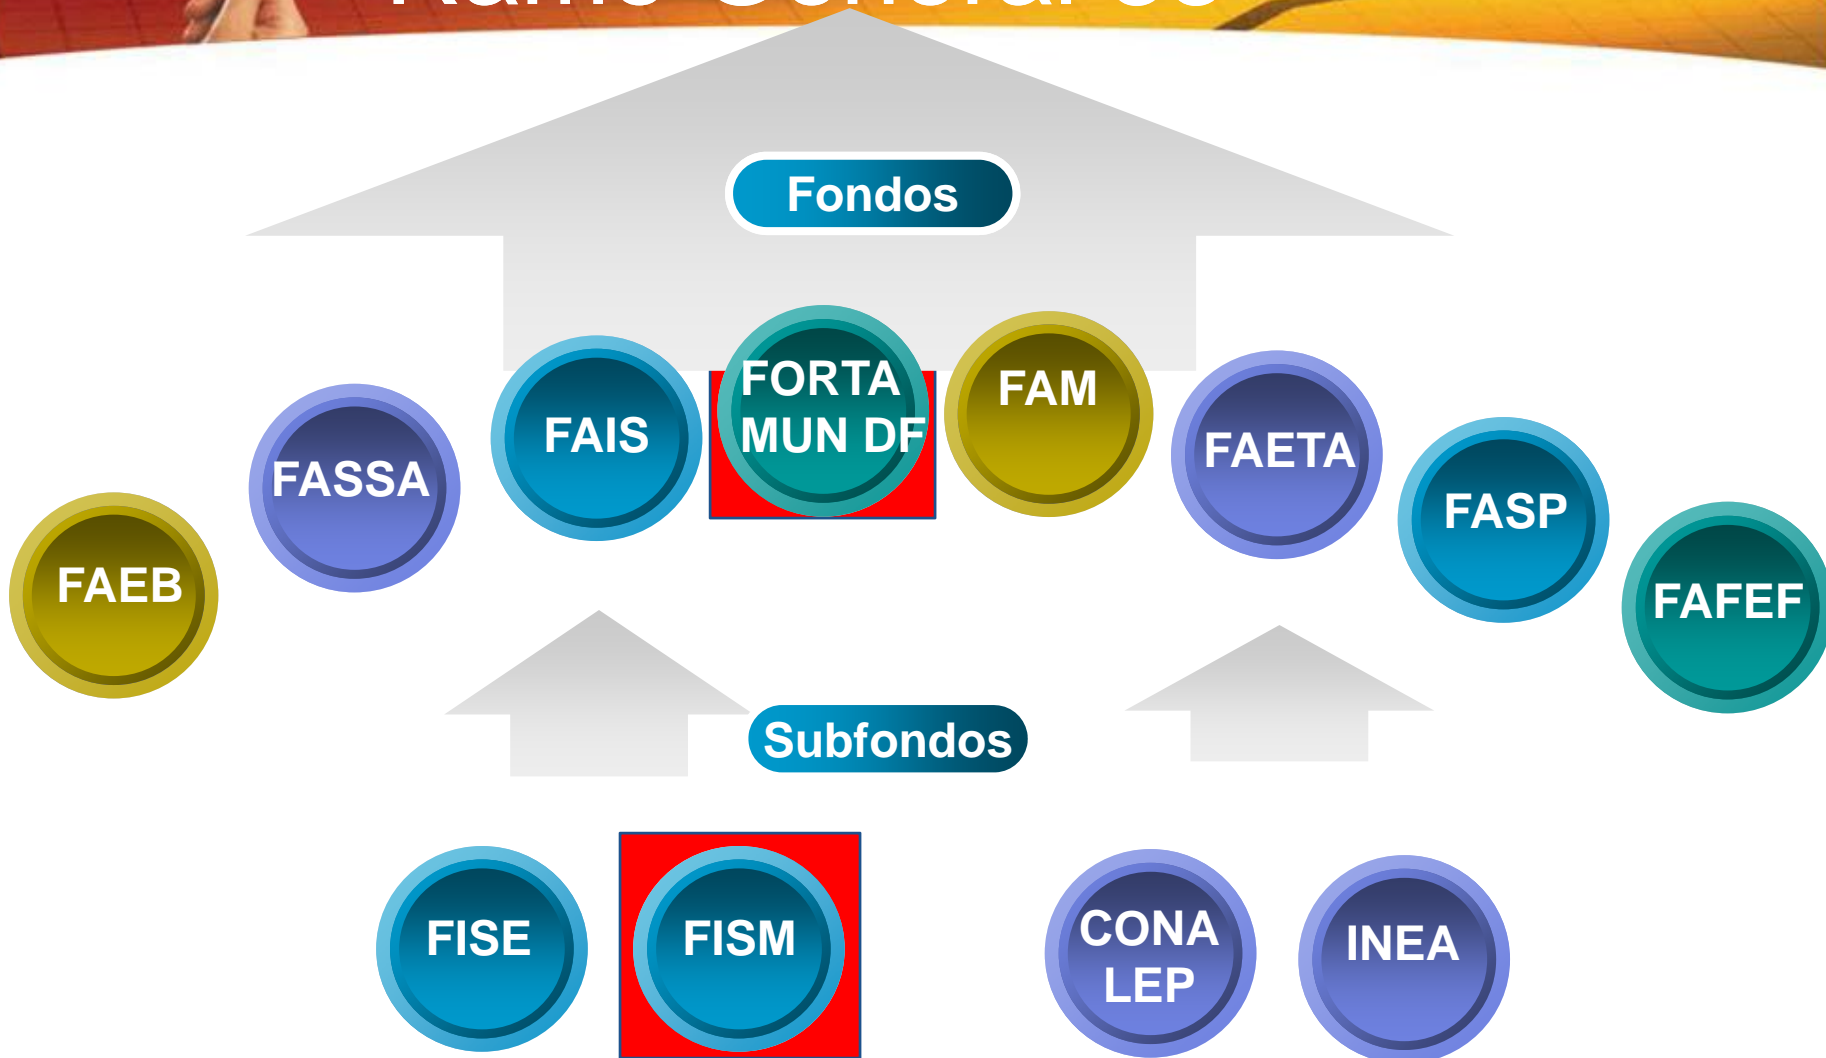 Fondos
FORTA
MUN DF
FAM
FAIS
FAETA
FASSA
FASP
FAEB
FAFEF
Subfondos
FISE
FISM
CONA
LEP
INEA